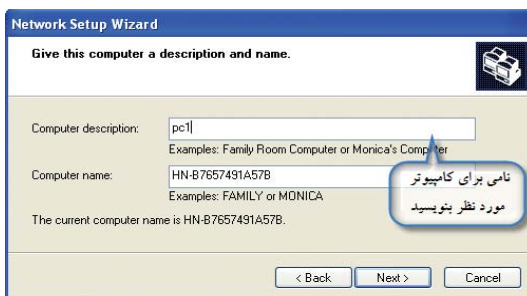 Network Setup Wizard
Give this computer a description and name.
Computer description:
pc1
Examples: Family Room Computer or Monica's Computer
Computer name:
HN-B7657491A57B
Examples: FAMILY or MONICA
The current computer name is HN-B7657491A57B.
نامی برای کامپیوتر
مورد نظر بنویسید
< Back
Next >
Cancel